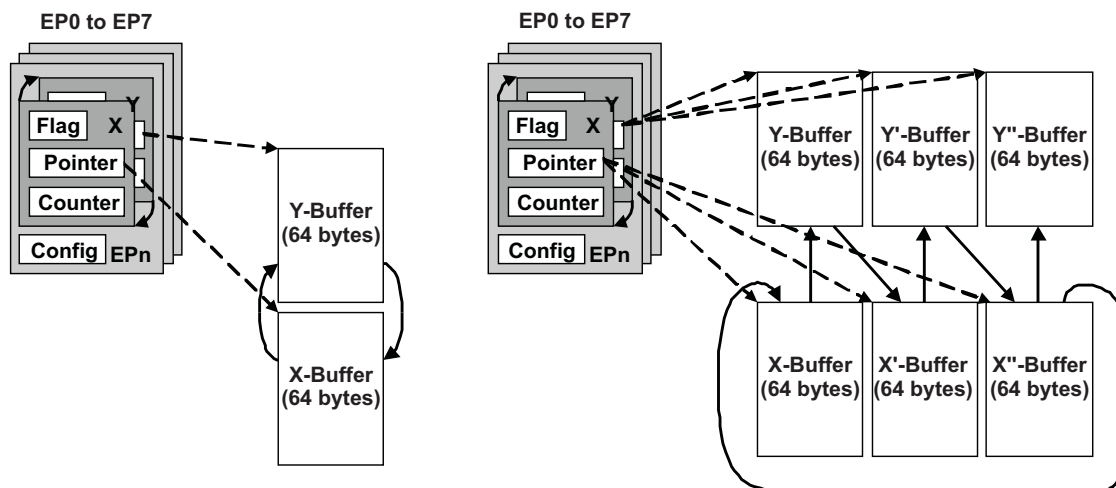 EP0 to EP7
Y
X
Flag
Pointer
Counter
Config
EPn
Y-Buffer
(64 bytes)
X-Buffer
(64 bytes)
EP0 to EP7
Y
X
Flag
Pointer
Counter
Config
EPn
Y-Buffer
(64 bytes)
Y'-Buffer
(64 bytes)
Y"-Buffer
(64 bytes)
X-Buffer
(64 bytes)
X'-Buffer
(64 bytes)
X"-Buffer
(64 bytes)